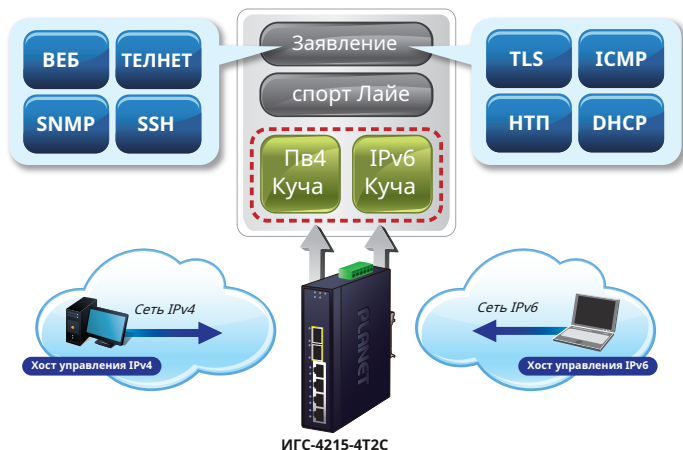 Заявление
ВЕБ
ТЕЛНЕТ
SNMP
SSH
TLS
ICMP
НТП
DHCP
спорт Лайе
Пв4
Куча
IPv6
Куча
Сеть IPv4
Хост управления IPv4
PLANET
Сеть IPv6
Хост управления IPv6
ИГС-4215-4Т2С